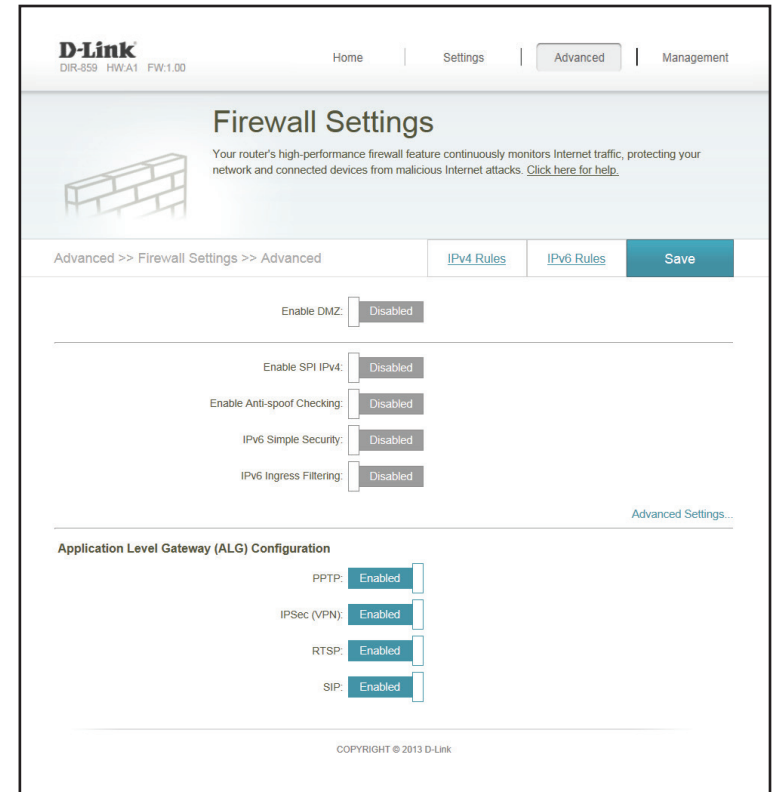 D-Link
DIR-859 HW:A1 FW:1.00
Home
Settings
Advanced
Management
Firewall Settings
Your router's high-performance firewall feature continuously monitors Internet traffic, protecting your
network and connected devices from malicious Internet attacks. Click here for help.
Advanced >> Firewall Settings >> Advanced
IPv4 Rules
IPv6 Rules
Save
Enable DMZ: Disabled
Enable SPI IPv4: Disabled
Enable Anti-spoof Checking: Disabled
IPv6 Simple Security: Disabled
IPv6 Ingress Filtering: Disabled
Advanced Settings...
Application Level Gateway (ALG) Configuration
PPTP: Enabled
IPSec (VPN): Enabled
RTSP: Enabled
SIP: Enabled
COPYRIGHT © 2013 D-Link